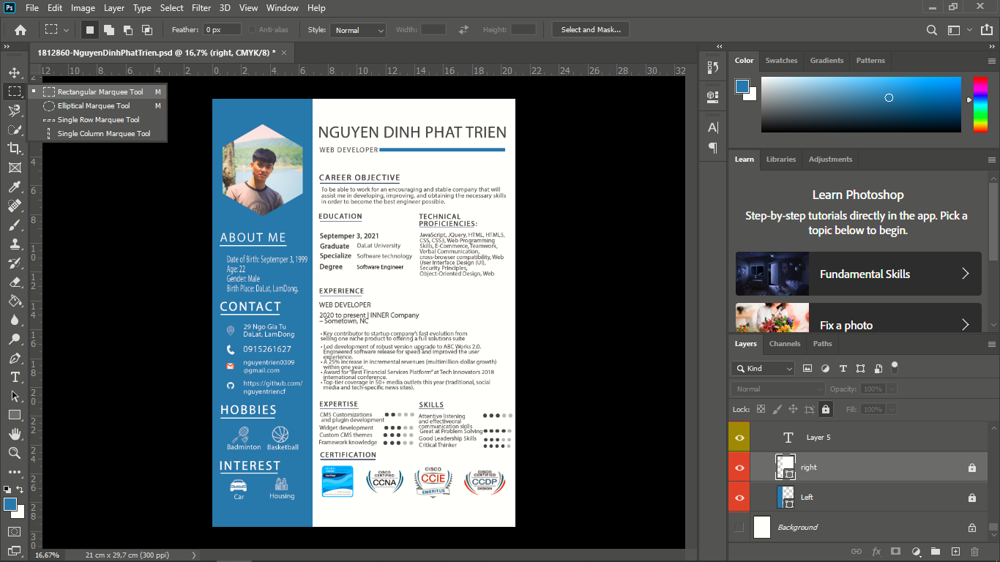 Ps File Edit Image Layer Type Select Filter 3D View Window Help
Feather: 0 px Anti-alias Style: Normal Width: Height: Select and Mask...
1812860-NguyenDinhPhatTrien.psd @ 16,7% (right, CMYK/8) *
12 10 8 6 4 2 0 2 4 6 8 10 12 14 16 18 20 22 24 26 28 30 32
Rectangular Marquee Tool M
Elliptical Marquee Tool M
Single Row Marquee Tool
Single Column Marquee Tool
ABOUT ME
Date of Birth: Septemper 3, 1999
Age: 22
Gender: Male
Birth Place: DaLat, LamDong.
CONTACT
29 Ngo Gia Tu
DaLat, LamDong
0915261627
nguyentrien0309
@gmail.com
https://github.com/
nguyentriencf
HOBBIES
Badminton Basketball
INTEREST
Car Housing
NGUYEN DINH PHAT TRIEN
WEB DEVELOPER
CAREER OBJECTIVE
To be able to work for an encouraging and stable company that will
assist me in developing, improving, and obtaining the necessary skills
in order to become the best engineer possible.
EDUCATION
Septemper 3, 2021
Graduate DaLat University
Specialize Software technology
Degree Software Engineer
TECHNICAL
PROFICIENCIES:
JavaScript, JQuery, HTML, HTML5,
CSS, CSS3, Web Programming
Skills, E-Commerce, Teamwork,
Verbal Communication,
cross-browser compatibility, Web
User Interface Design (UI),
Security Principles,
Object-Oriented Design, Web
EXPERIENCE
WEB DEVELOPER
2020 to present | INNER Company
– Sometown, NC
• Key contributor to startup company's fast evolution from
selling one niche product to offering a full solutions suite
• Led development of robust version upgrade to ABC Works 2.0.
Engineered software release for speed and improved the user
experience.
• A 25% increase in incremental revenues (multimillion-dollar growth)
within one year.
• Award for "Best Financial Services Platform" at Tech Innovators 2018
international conference.
• Top-tier coverage in 50+ media outlets this year (traditional, social
media and tech-specific news sites).
EXPERTISE
CMS Customizations
and plugin development
Widget development
Custom CMS themes
Framework knowledge
SKILLS
Attentive listening
and effectiveoral
communication skills
Great at Problem Solving
Good Leadership Skills
Critical Thinker
CERTIFICATION
Verified
CISCO
CERTIFIED
CCNA
CISCO
CERTIFIED
CCIE
EMERITUS
CISCO
CERTIFIED
CCDP
DESIGN
Color Swatches Gradients Patterns
Learn Libraries Adjustments
Learn Photoshop
Step-by-step tutorials directly in the app. Pick a
topic below to begin.
Fundamental Skills
Fix a photo
Layers Channels Paths
Kind
Normal Opacity: 100%
Lock: Fill: 100%
Layer 5
right
Left
Background
16,67% 21 cm x 29,7 cm (300 ppi)